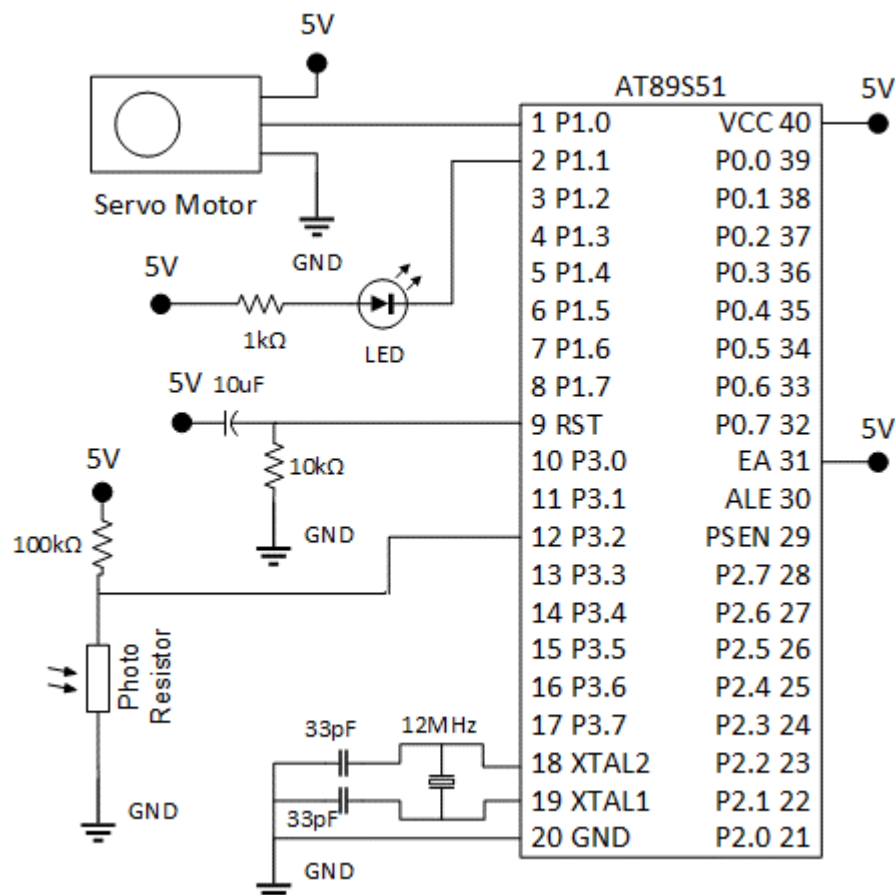 5V
AT89S51
5V
1 P1.0 VCC 40
2 P1.1 P0.0 39
Servo Motor
3 P1.2 P0.1 38
4 P1.3 P0.2 37
GND
5V
5 P1.4 P0.3 36
6 P1.5 P0.4 35
1kΩ
LED
7 P1.6 P0.5 34
5V
10uF
8 P1.7 P0.6 33
9 RST P0.7 32
5V
5V
10kΩ
10 P3.0 EA 31
11 P3.1 ALE 30
100kΩ
GND
12 P3.2 PSEN 29
13 P3.3 P2.7 28
14 P3.4 P2.6 27
Photo
Resistor
15 P3.5 P2.5 26
16 P3.6 P2.4 25
33pF
12MHz
17 P3.7 P2.3 24
18 XTAL2 P2.2 23
GND
33pF
19 XTAL1 P2.1 22
20 GND P2.0 21
GND